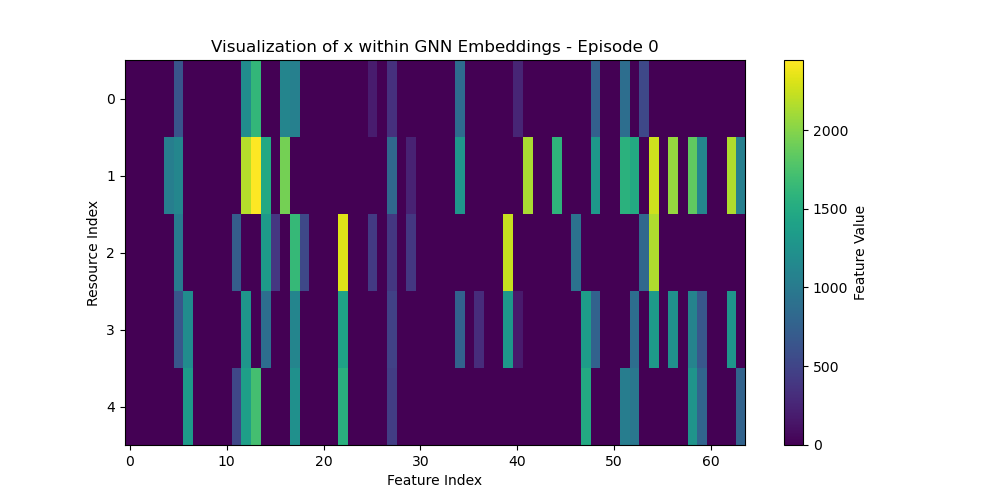 Visualization of x within GNN Embeddings - Episode 0
Resource Index
0
1
2
3
4
0 10 20 30 40 50 60
Feature Index
2000
1500
1000
500
0
Feature Value